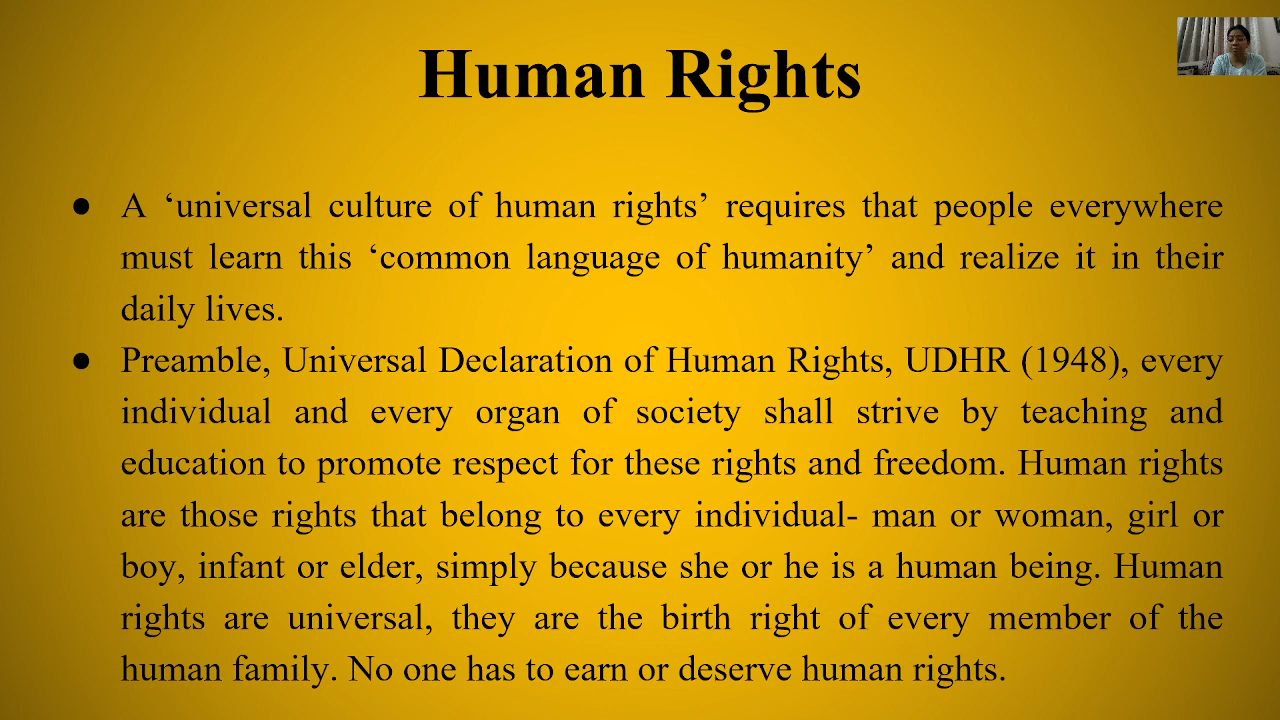 Human Rights
● A ‘universal culture of human rights’ requires that people everywhere
must learn this ‘common language of humanity’ and realize it in their
daily lives.
● Preamble, Universal Declaration of Human Rights, UDHR (1948), every
individual and every organ of society shall strive by teaching and
education to promote respect for these rights and freedom. Human rights
are those rights that belong to every individual- man or woman, girl or
boy, infant or elder, simply because she or he is a human being. Human
rights are universal, they are the birth right of every member of the
human family. No one has to earn or deserve human rights.